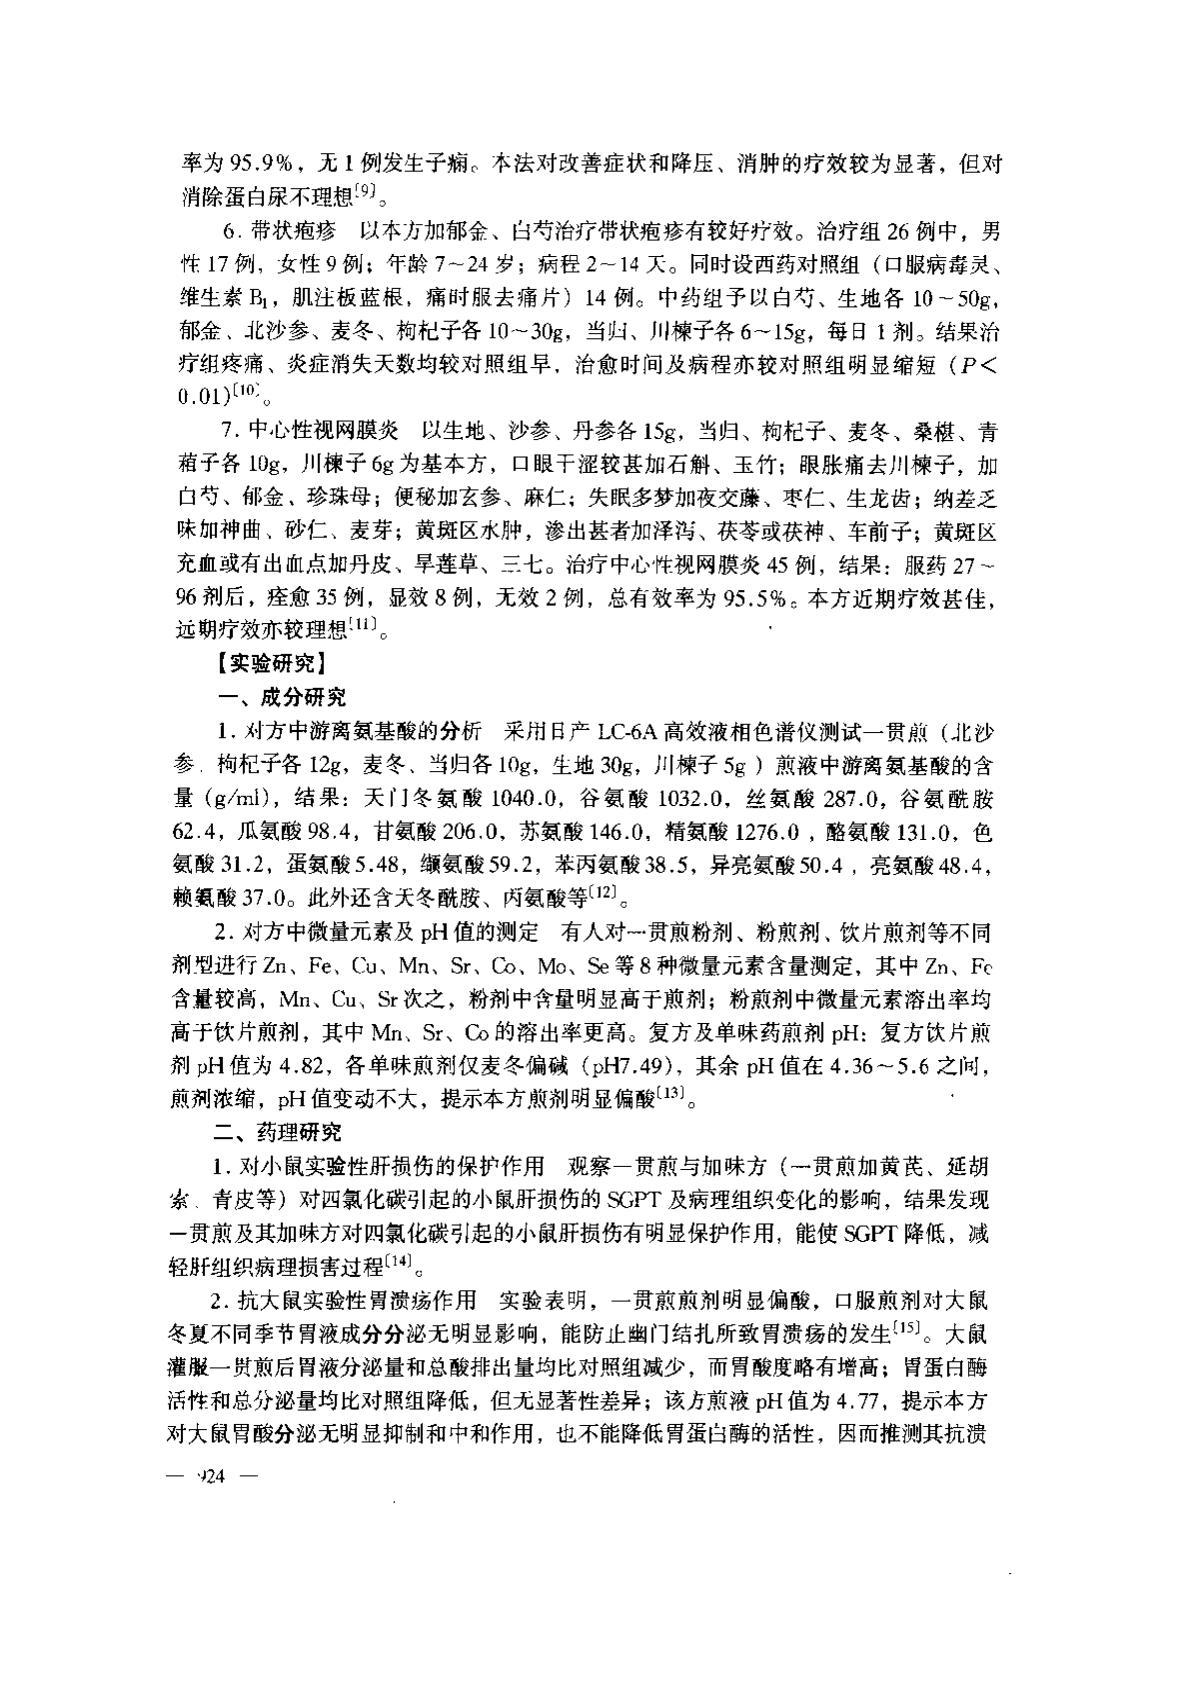 率为 95.9%，无 1 例发生子痫。本法对改善症状和降压、消肿的疗效较为显著，但对
消除蛋白尿不理想〔9〕。
6. 带状疱疹　以本方加郁金、白芍治疗带状疱疹有较好疗效。治疗组 26 例中，男
性 17 例，女性 9 例；年龄 7～24 岁；病程 2～14 天。同时设西药对照组（口服病毒灵、
维生素 B₁，肌注板蓝根，痛时服去痛片）14 例。中药组予以白芍、生地各 10～50g，
郁金、北沙参、麦冬、枸杞子各 10～30g，当归、川楝子各 6～15g，每日 1 剂。结果治
疗组疼痛、炎症消失天数均较对照组早，治愈时间及病程亦较对照组明显缩短（P＜
0.01）〔10〕。
7. 中心性视网膜炎　以生地、沙参、丹参各 15g，当归、枸杞子、麦冬、桑椹、青
葙子各 10g，川楝子 6g 为基本方，口眼干涩较甚加石斛、玉竹；眼胀痛去川楝子，加
白芍、郁金、珍珠母；便秘加玄参、麻仁；失眠多梦加夜交藤、枣仁、生龙齿；纳差乏
味加神曲、砂仁、麦芽；黄斑区水肿，渗出甚者加泽泻、茯苓或茯神、车前子；黄斑区
充血或有出血点加丹皮、旱莲草、三七。治疗中心性视网膜炎 45 例，结果：服药 27～
96 剂后，痊愈 35 例，显效 8 例，无效 2 例，总有效率为 95.5%。本方近期疗效甚佳，
远期疗效亦较理想〔11〕。
【实验研究】
一、成分研究
1. 对方中游离氨基酸的分析　采用日产 LC-6A 高效液相色谱仪测试一贯煎（北沙
参、枸杞子各 12g，麦冬、当归各 10g，生地 30g，川楝子 5g ）煎液中游离氨基酸的含
量（g/ml），结果：天门冬氨酸 1040.0，谷氨酸 1032.0，丝氨酸 287.0，谷氨酰胺
62.4，瓜氨酸 98.4，甘氨酸 206.0，苏氨酸 146.0，精氨酸 1276.0 ，酪氨酸 131.0，色
氨酸 31.2，蛋氨酸 5.48，缬氨酸 59.2，苯丙氨酸 38.5，异亮氨酸 50.4 ，亮氨酸 48.4，
赖氨酸 37.0。此外还含天冬酰胺、丙氨酸等〔12〕。
2. 对方中微量元素及 pH 值的测定　有人对一贯煎粉剂、粉煎剂、饮片煎剂等不同
剂型进行 Zn、Fe、Cu、Mn、Sr、Co、Mo、Se 等 8 种微量元素含量测定，其中 Zn、Fe
含量较高，Mn、Cu、Sr 次之，粉剂中含量明显高于煎剂；粉煎剂中微量元素溶出率均
高于饮片煎剂，其中 Mn、Sr、Co 的溶出率更高。复方及单味药煎剂 pH：复方饮片煎
剂 pH 值为 4.82，各单味煎剂仅麦冬偏碱（pH7.49），其余 pH 值在 4.36～5.6 之间，
煎剂浓缩，pH 值变动不大，提示本方煎剂明显偏酸〔13〕。
二、药理研究
1. 对小鼠实验性肝损伤的保护作用　观察一贯煎与加味方（一贯煎加黄芪、延胡
索、青皮等）对四氯化碳引起的小鼠肝损伤的 SGPT 及病理组织变化的影响，结果发现
一贯煎及其加味方对四氯化碳引起的小鼠肝损伤有明显保护作用，能使 SGPT 降低，减
轻肝组织病理损害过程〔14〕。
2. 抗大鼠实验性胃溃疡作用　实验表明，一贯煎煎剂明显偏酸，口服煎剂对大鼠
冬夏不同季节胃液成分分泌无明显影响，能防止幽门结扎所致胃溃疡的发生〔15〕。大鼠
灌服一贯煎后胃液分泌量和总酸排出量均比对照组减少，而胃酸度略有增高；胃蛋白酶
活性和总分泌量均比对照组降低，但无显著性差异；该方煎液 pH 值为 4.77，提示本方
对大鼠胃酸分泌无明显抑制和中和作用，也不能降低胃蛋白酶的活性，因而推测其抗溃
— 924 —